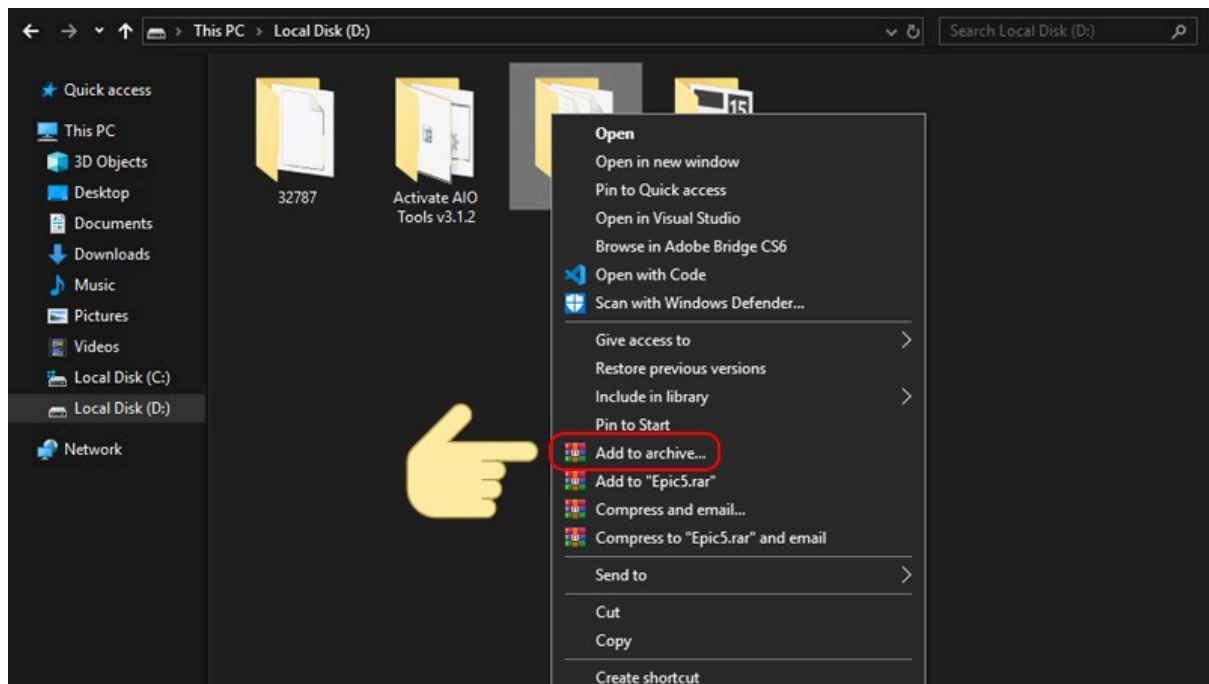 This PC > Local Disk (D:)
Search Local Disk (D:)
Quick access
This PC
3D Objects
Desktop
Documents
Downloads
Music
Pictures
Videos
Local Disk (C:)
Local Disk (D:)
Network
32787
Activate AIO
Tools v3.1.2
15
Open
Open in new window
Pin to Quick access
Open in Visual Studio
Browse in Adobe Bridge CS6
Open with Code
Scan with Windows Defender...
Give access to
Restore previous versions
Include in library
Pin to Start
Add to archive...
Add to "Epic5.rar"
Compress and email...
Compress to "Epic5.rar" and email
Send to
Cut
Copy
Create shortcut